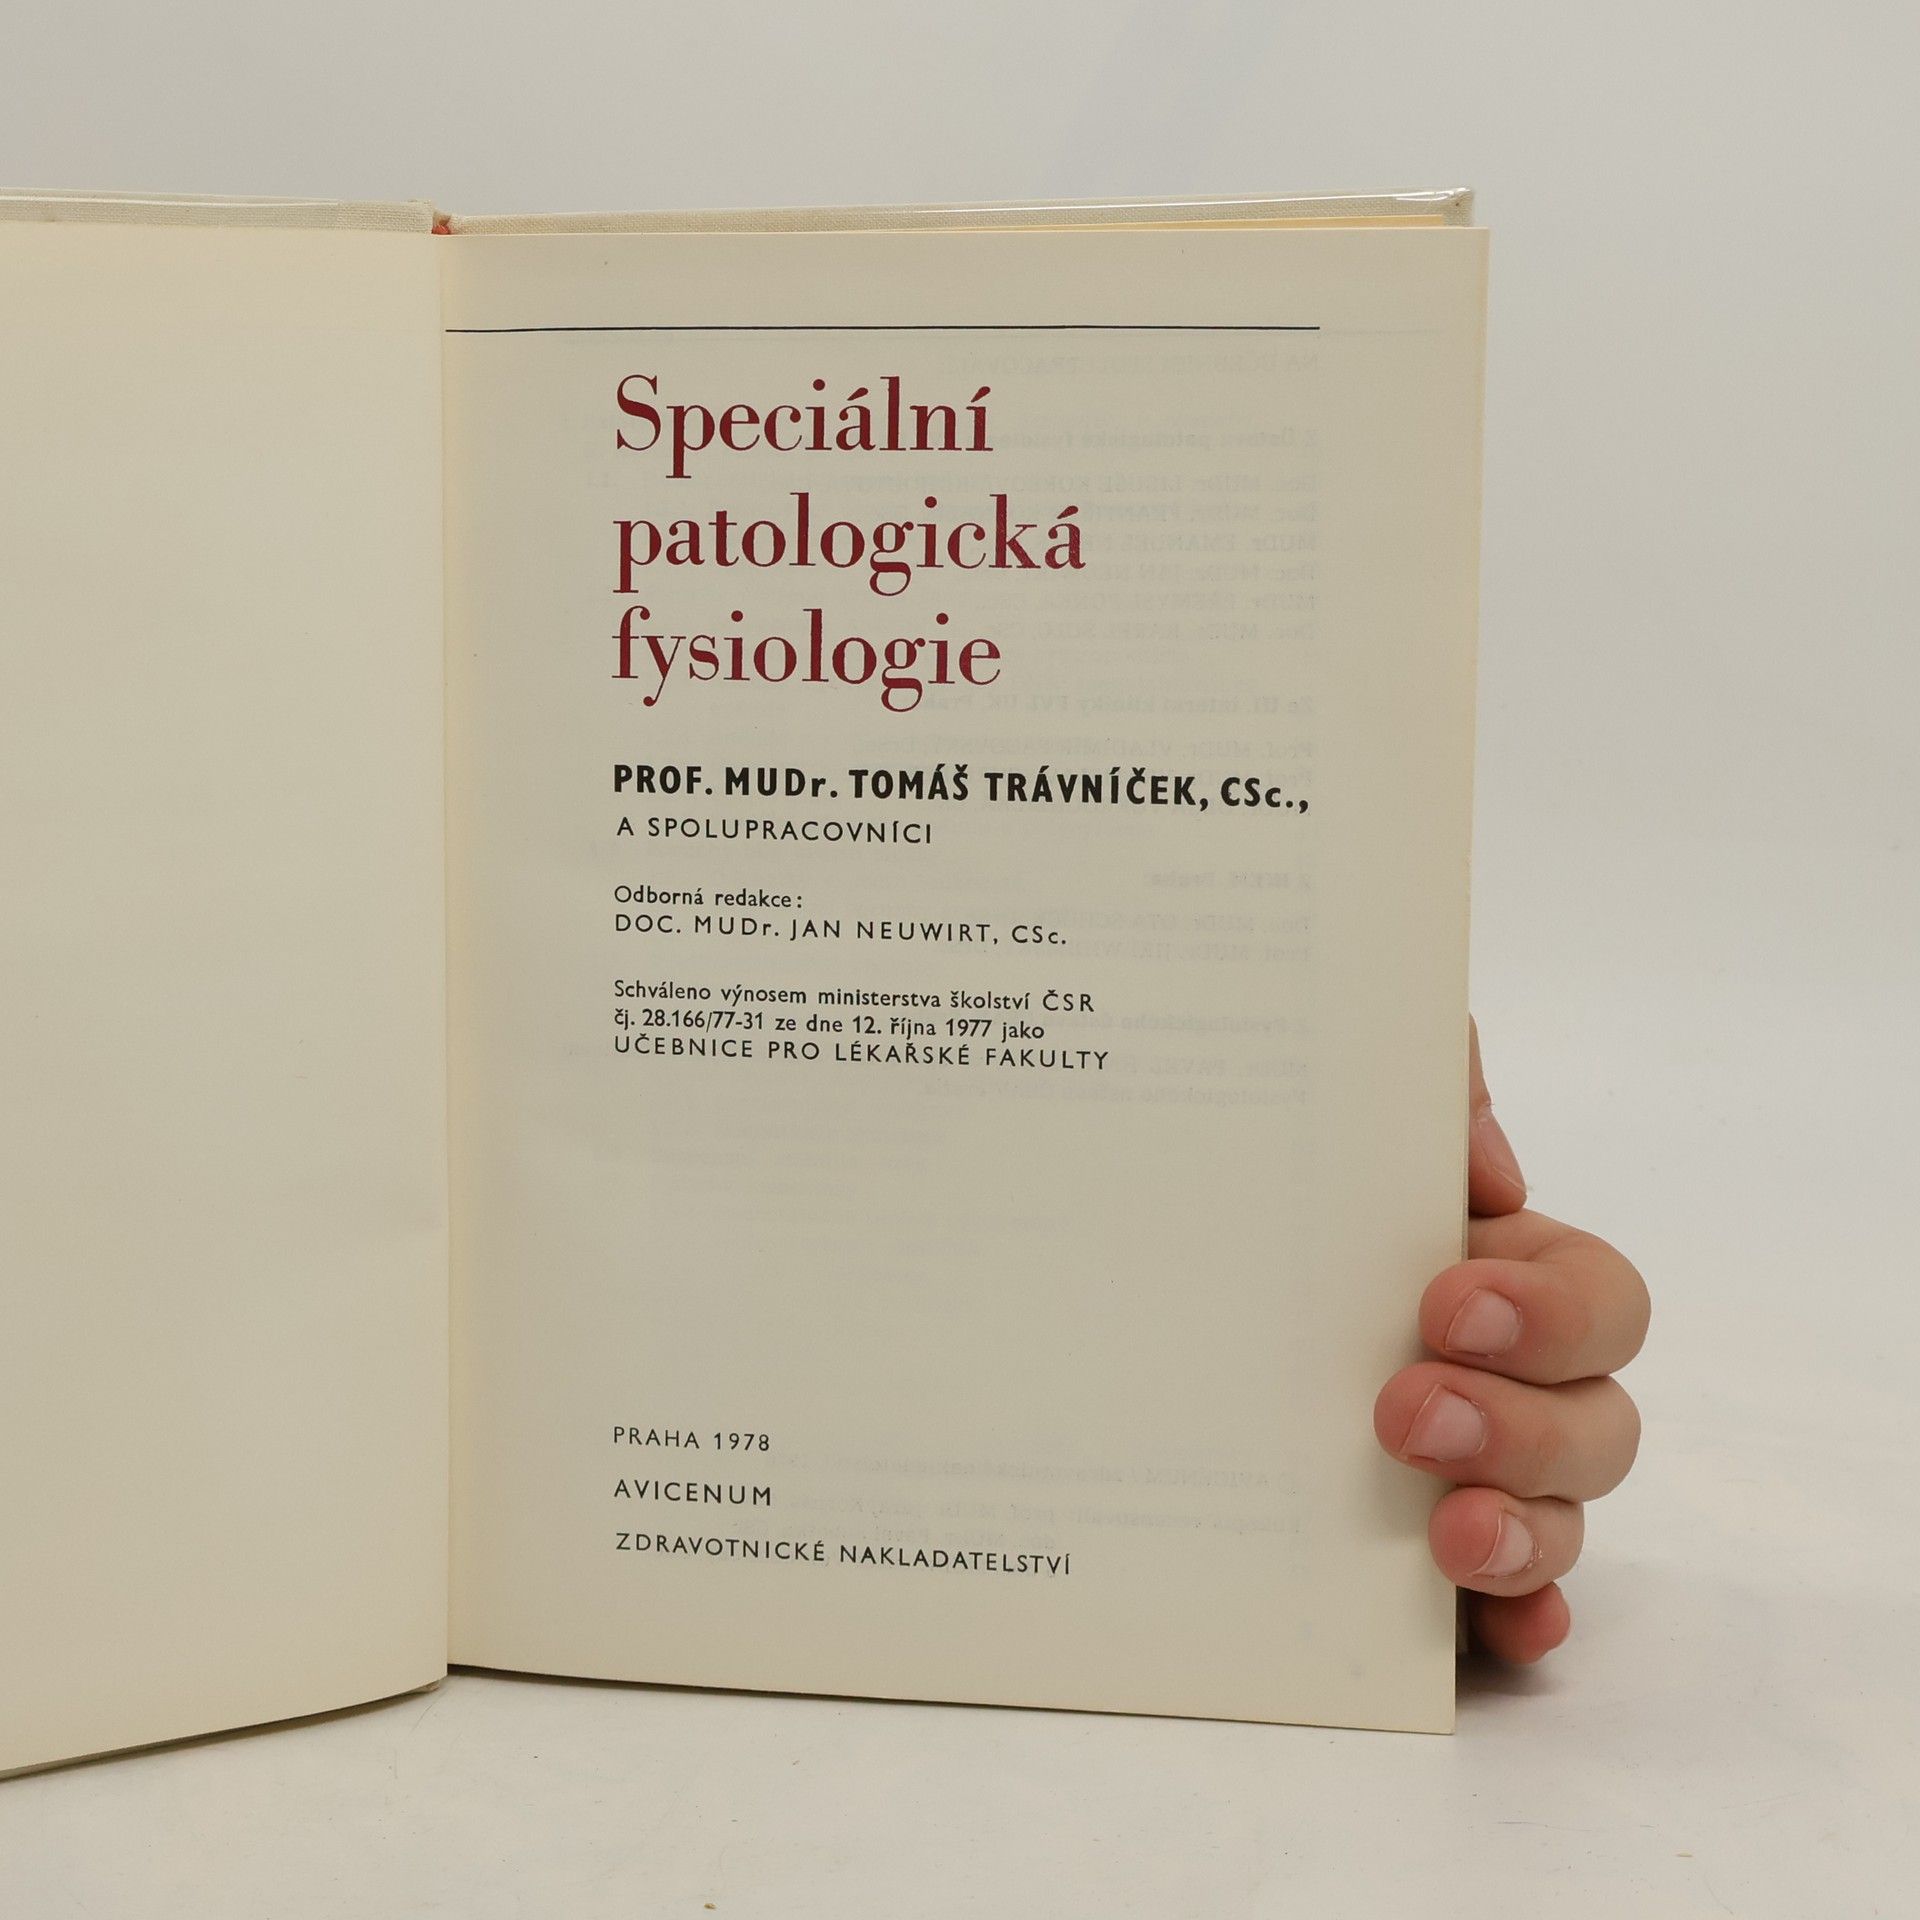 Speciální
patologická
fysiologie
PROF. MUDr. TOMÁŠ TRÁVNÍČEK, CSc.,
A SPOLUPRACOVNÍCI
Odborná redakce:
DOC. MUDr. JAN NEUWIRT, CSc.
Schváleno výnosem ministerstva školství ČSR
čj. 28.166/77-31 ze dne 12. října 1977 jako
UČEBNICE PRO LÉKAŘSKÉ FAKULTY
PRAHA 1978
AVICENUM
ZDRAVOTNICKÉ NAKLADATELSTVÍ